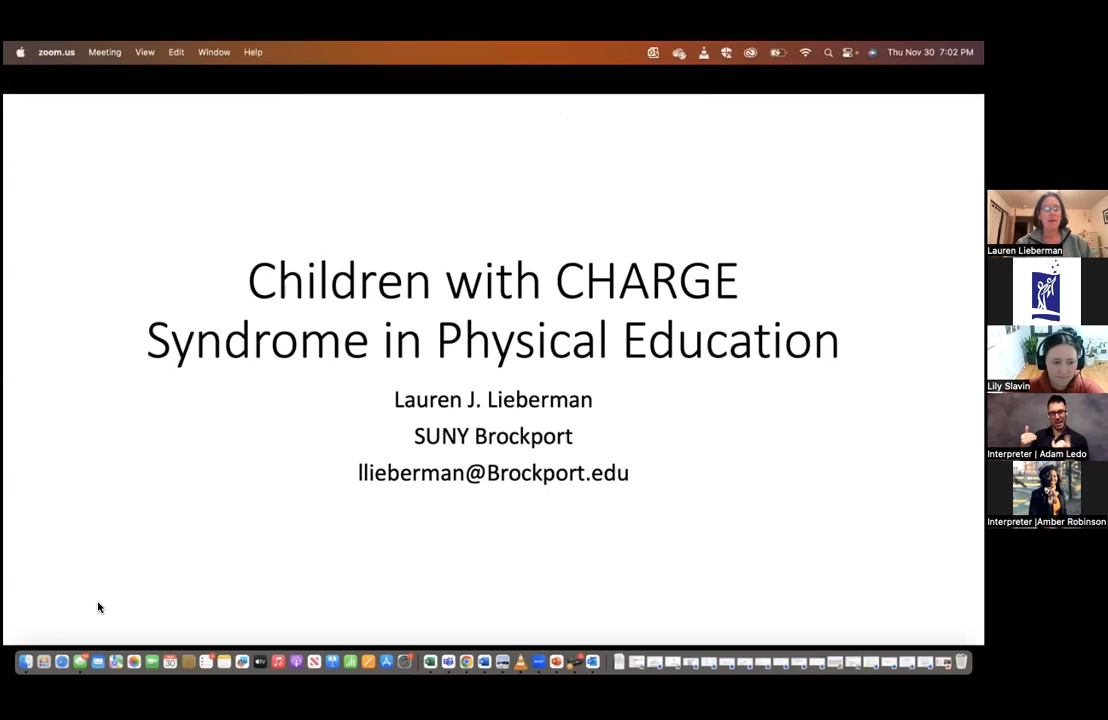 zoom.us Meeting View Edit Window Help Thu Nov 30 7:02 PM
Children with CHARGE
Syndrome in Physical Education
Lauren J. Lieberman
SUNY Brockport
llieberman@Brockport.edu
Lauren Lieberman
Lily Slavin
Interpreter | Adam Ledo
Interpreter |Amber Robinson